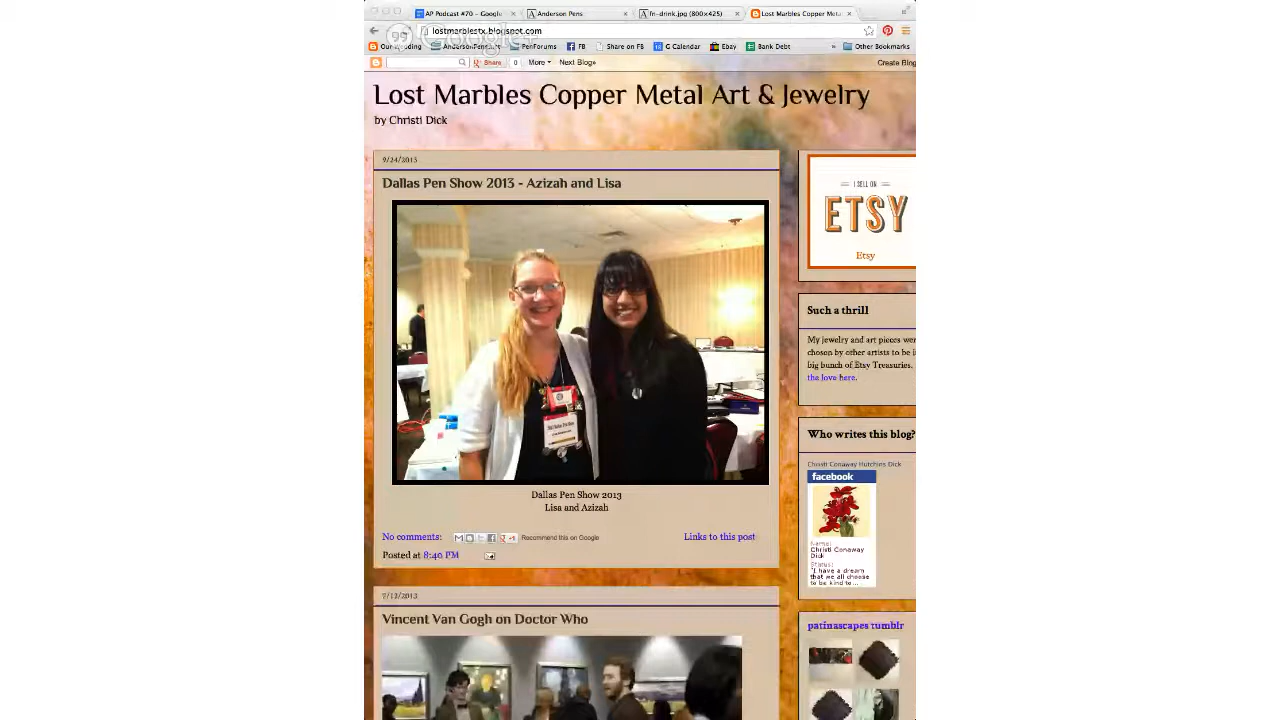 AP Podcast #70 - Google
Anderson Pens
fn-drink.jpg (800×425)
Lost Marbles Copper Metal
lostmarblestx.blogspot.com
Google+
PenForums
FB
Share on FB
G Calendar
Ebay
Bank Debt
»
Other Bookmarks
Share
0
More
Next Blog»
Create Blog
Lost Marbles Copper Metal Art & Jewelry
by Christi Dick
9/24/2013
Dallas Pen Show 2013 - Azizah and Lisa
Dallas Pen Show 2013
Lisa and Azizah
No comments:
+1
Recommend this on Google
Links to this post
Posted at 8:40 PM
7/13/2013
Vincent Van Gogh on Doctor Who
I SELL ON
ETSY
Etsy
Such a thrill
My jewelry and art pieces wer
chosen by other artists to be i
big bunch of Etsy Treasuries.
the love here.
Who writes this blog?
Christi Conaway Hutchins Dick
facebook
Name:
Christi Conaway
Dick
Status:
"I have a dream
that we all choose
to be kind to...
patinascapes tumblr